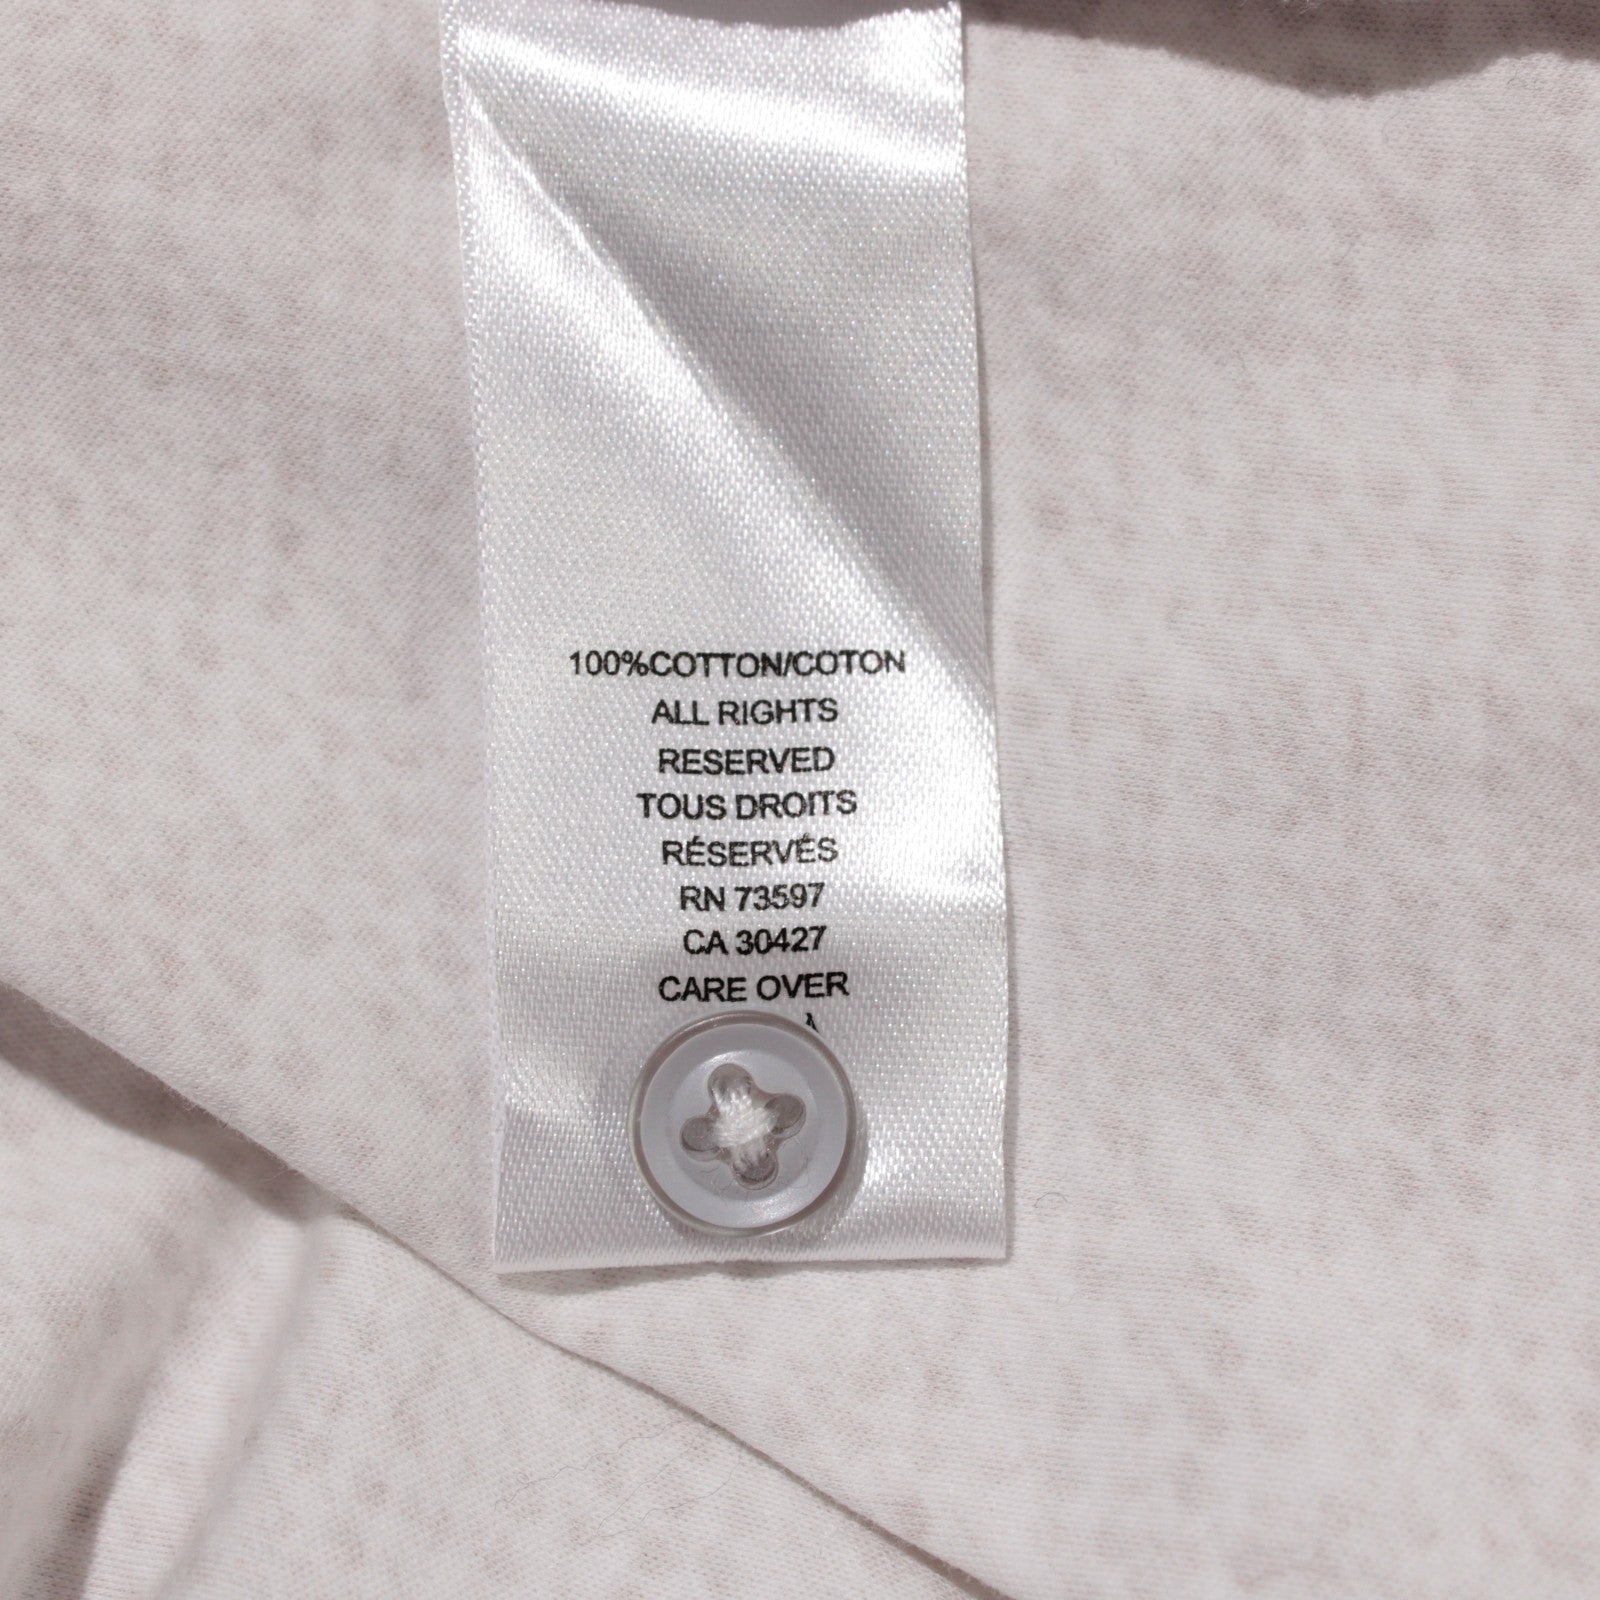 100%COTTON/COTON
ALL RIGHTS
RESERVED
TOUS DROITS
RÉSERVÉS
RN 73597
CA 30427
CARE OVER